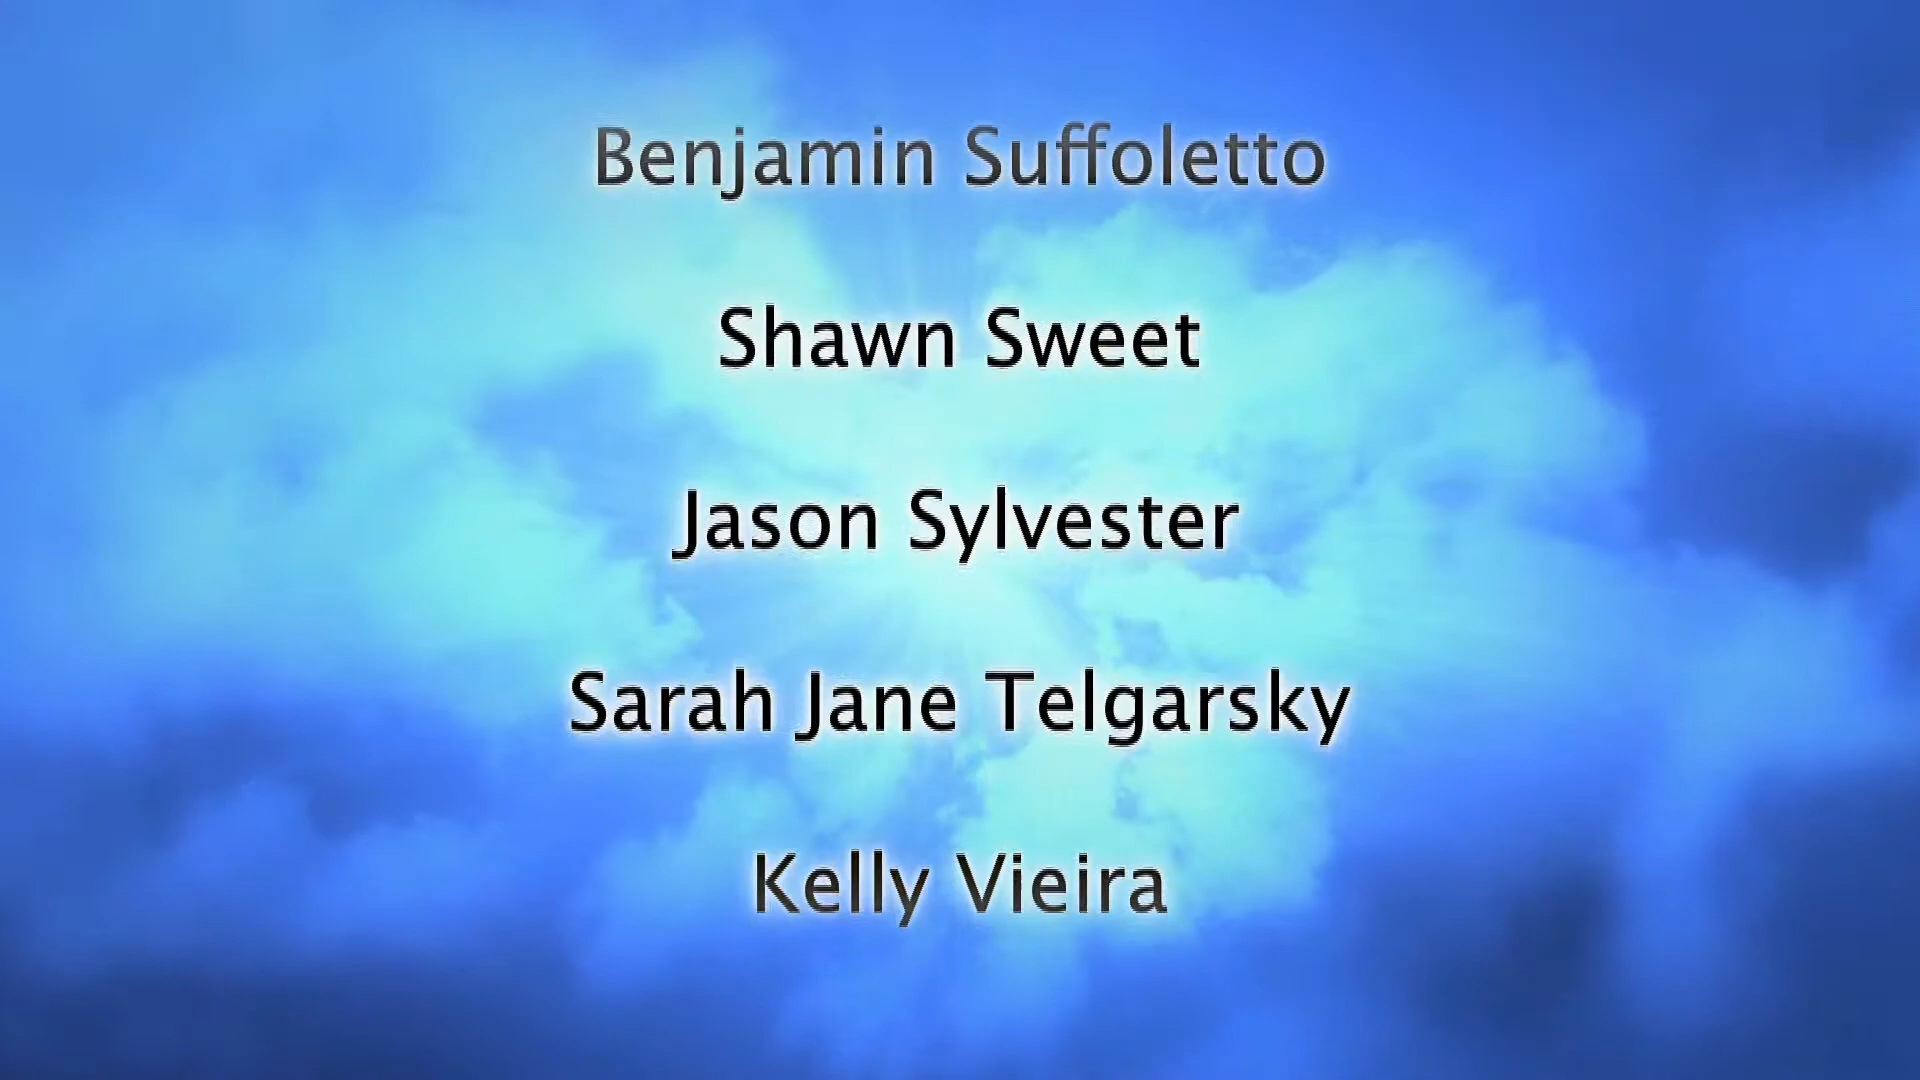 Benjamin Suffoletto
Shawn Sweet
Jason Sylvester
Sarah Jane Telgarsky
Kelly Vieira